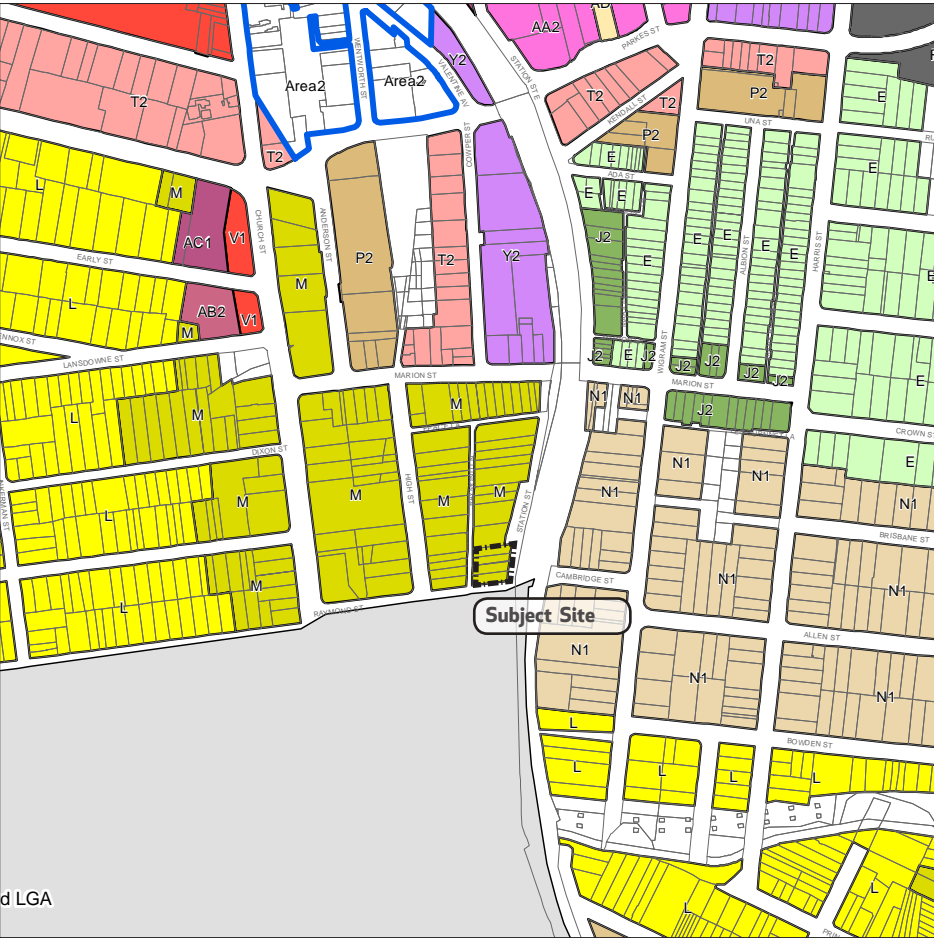 AA2
PARKES ST
Y2
T2
Area2
WENTWORTH ST
Area2
VALENTINE AV
STATION ST E
T2
P2
E
T2
T2
KENDALL ST
T2
P2
UNA ST
COWPER ST
E
T2
E
ADA ST
L
M
AC1
V1
CHURCH ST
ANDERSON ST
P2
T2
Y2
E
E
J2
E
E
E
E
E
ALBION ST
HARRIS ST
EARLY ST
M
L
AB2
V1
M
LANSDOWNE ST
MARION ST
J2
E
J2
WIGRAM ST
J2
J2
J2
J2
MARION ST
E
L
M
M
N1
N1
J2
CROWN ST
DIXON ST
HIGH ST
M
M
M
STATION ST
N1
N1
N1
E
N1
BRISBANE ST
L
M
CAMBRIDGE ST
N1
N1
L
M
RAYMOND ST
Subject Site
ALLEN ST
N1
N1
N1
L
BOWDEN ST
L
L
L
L
L
L
d LGA